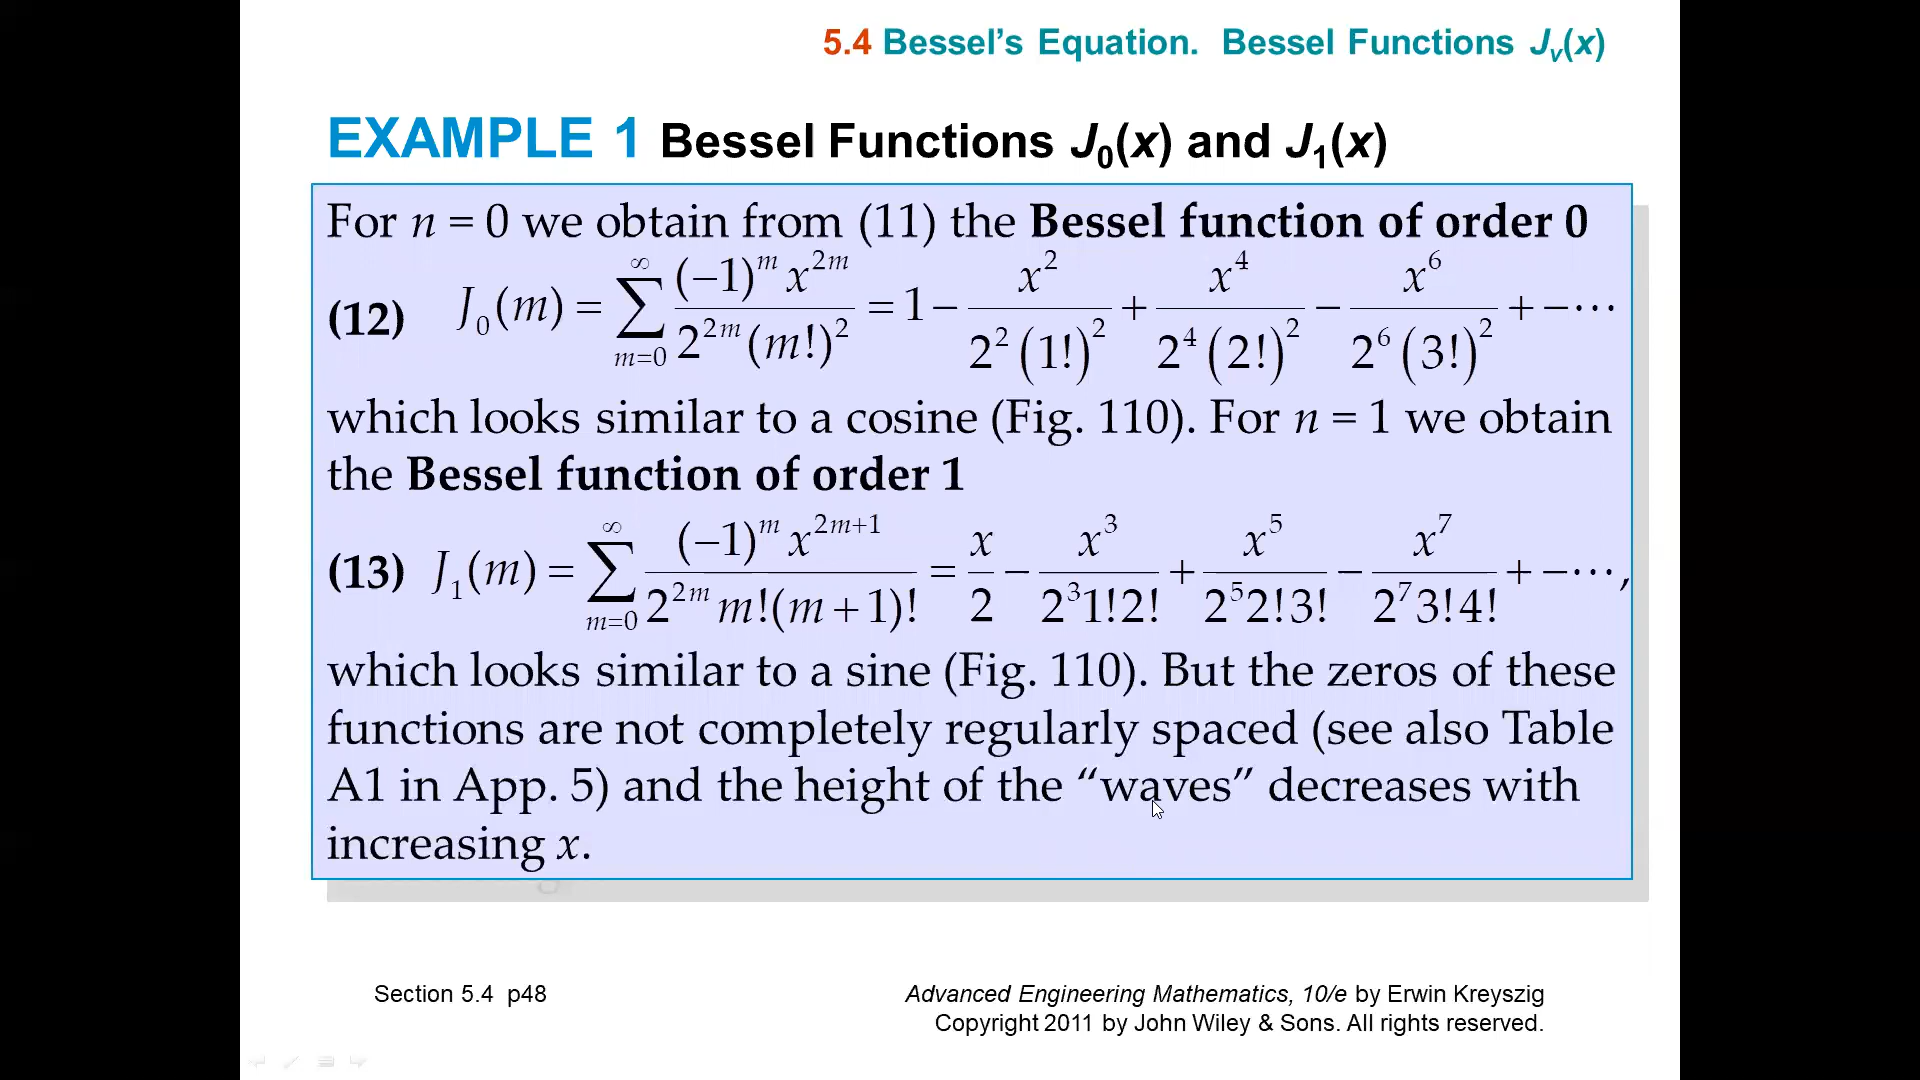 5.4 Bessel's Equation. Bessel Functions Jᵥ(x)
EXAMPLE 1 Bessel Functions J₀(x) and J₁(x)
For n = 0 we obtain from (11) the Bessel function of order 0
(12) J₀(m) = ∑_{m=0}^{∞} (−1)^m x^{2m} / (2^{2m}(m!)^2) = 1 − x^2/(2^2(1!)^2) + x^4/(2^4(2!)^2) − x^6/(2^6(3!)^2) + − ⋯
which looks similar to a cosine (Fig. 110). For n = 1 we obtain
the Bessel function of order 1
(13) J₁(m) = ∑_{m=0}^{∞} (−1)^m x^{2m+1} / (2^{2m} m!(m+1)!) = x/2 − x^3/(2^3 1!2!) + x^5/(2^5 2!3!) − x^7/(2^7 3!4!) + − ⋯,
which looks similar to a sine (Fig. 110). But the zeros of these
functions are not completely regularly spaced (see also Table
A1 in App. 5) and the height of the “waves” decreases with
increasing x.
Section 5.4 p48
Advanced Engineering Mathematics, 10/e by Erwin Kreyszig
Copyright 2011 by John Wiley & Sons. All rights reserved.